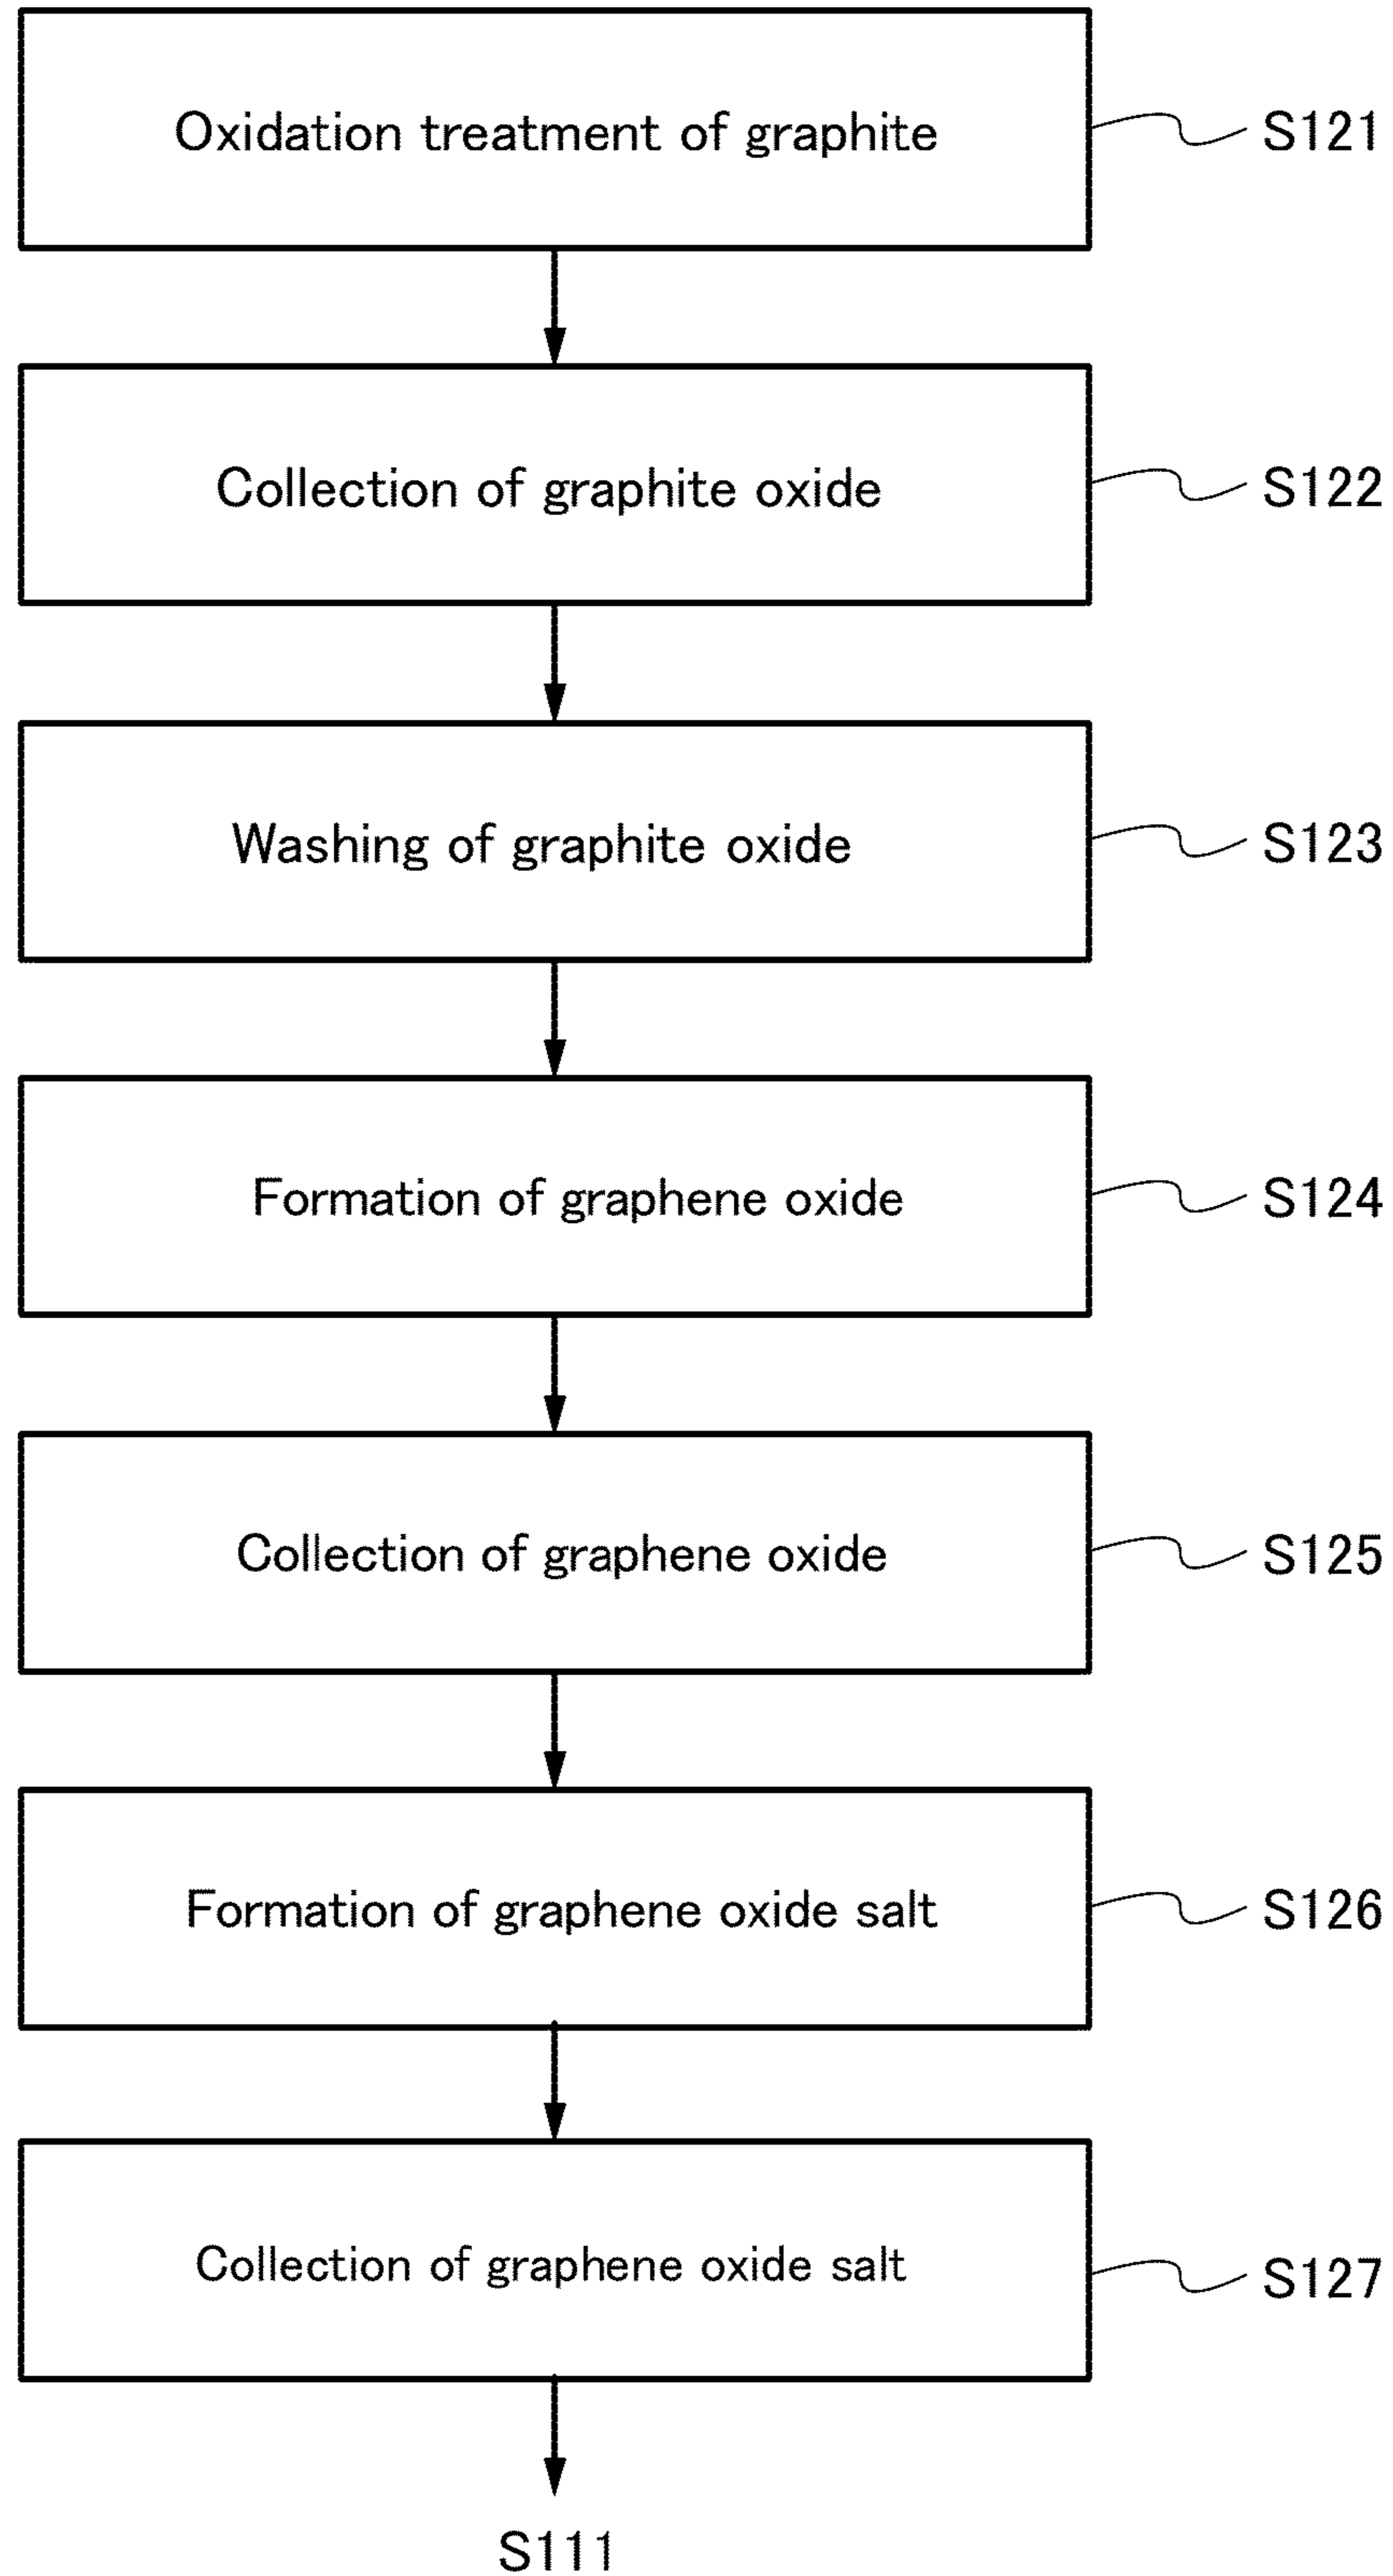 Oxidation treatment of graphite
S121
Collection of graphite oxide
S122
Washing of graphite oxide
S123
Formation of graphene oxide
S124
Collection of graphene oxide
S125
Formation of graphene oxide salt
S126
Collection of graphene oxide salt
S127
S111